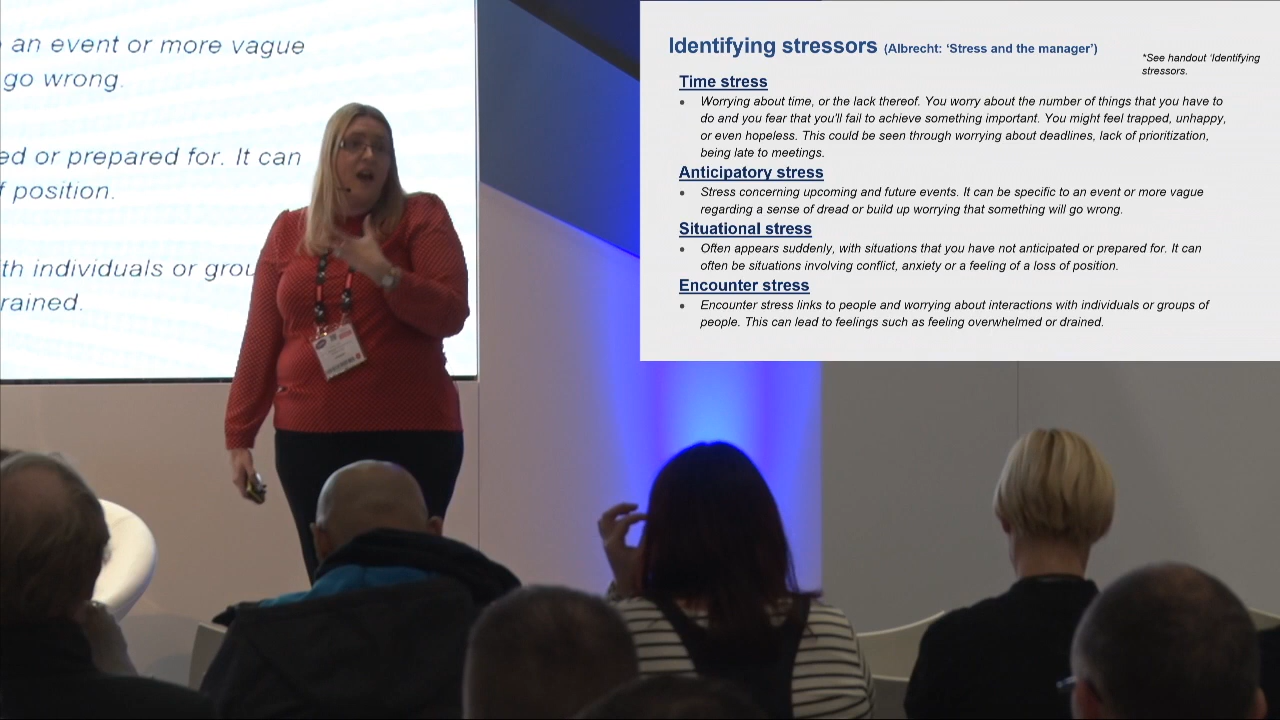 an event or more vague
go wrong.
ed or prepared for. It can
f position.
th individuals or grou
rained.
Identifying stressors (Albrecht: ‘Stress and the manager’)
*See handout ‘Identifying
stressors.
Time stress
• Worrying about time, or the lack thereof. You worry about the number of things that you have to
do and you fear that you'll fail to achieve something important. You might feel trapped, unhappy,
or even hopeless. This could be seen through worrying about deadlines, lack of prioritization,
being late to meetings.
Anticipatory stress
• Stress concerning upcoming and future events. It can be specific to an event or more vague
regarding a sense of dread or build up worrying that something will go wrong.
Situational stress
• Often appears suddenly, with situations that you have not anticipated or prepared for. It can
often be situations involving conflict, anxiety or a feeling of a loss of position.
Encounter stress
• Encounter stress links to people and worrying about interactions with individuals or groups of
people. This can lead to feelings such as feeling overwhelmed or drained.